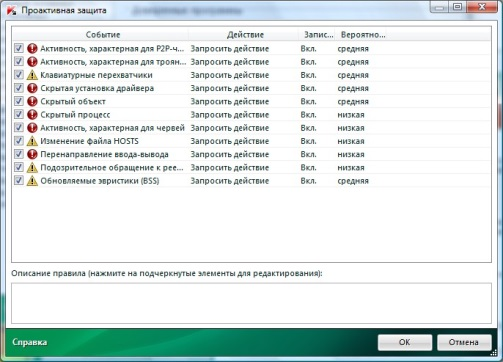 Проактивная защита
Событие Действие Запис... Вероятно...
Активность, характерная для P2P-ч... Запросить действие Вкл. средняя
Активность, характерная для троян... Запросить действие Вкл. средняя
Клавиатурные перехватчики Запросить действие Вкл. средняя
Скрытая установка драйвера Запросить действие Вкл. средняя
Скрытый объект Запросить действие Вкл. средняя
Скрытый процесс Запросить действие Вкл. низкая
Активность, характерная для червей Запросить действие Вкл. низкая
Изменение файла HOSTS Запросить действие Вкл. низкая
Перенаправление ввода-вывода Запросить действие Вкл. низкая
Подозрительное обращение к рее... Запросить действие Вкл. низкая
Обновляемые эвристики (BSS) Запросить действие Вкл. средняя
Описание правила (нажмите на подчеркнутые элементы для редактирования):
Справка ОК Отмена